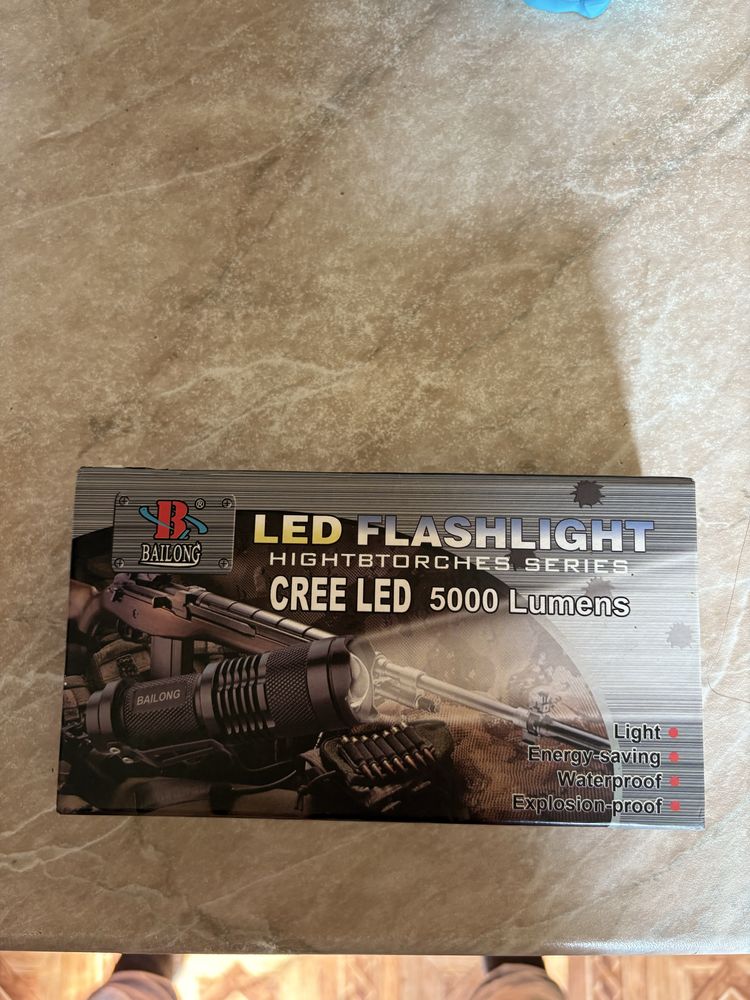 B®
BAILONG
LED FLASHLIGHT
HIGHTBTORCHES SERIES
CREE LED 5000 Lumens
BAILONG
Light
Energy-saving
Waterproof
Explosion-proof